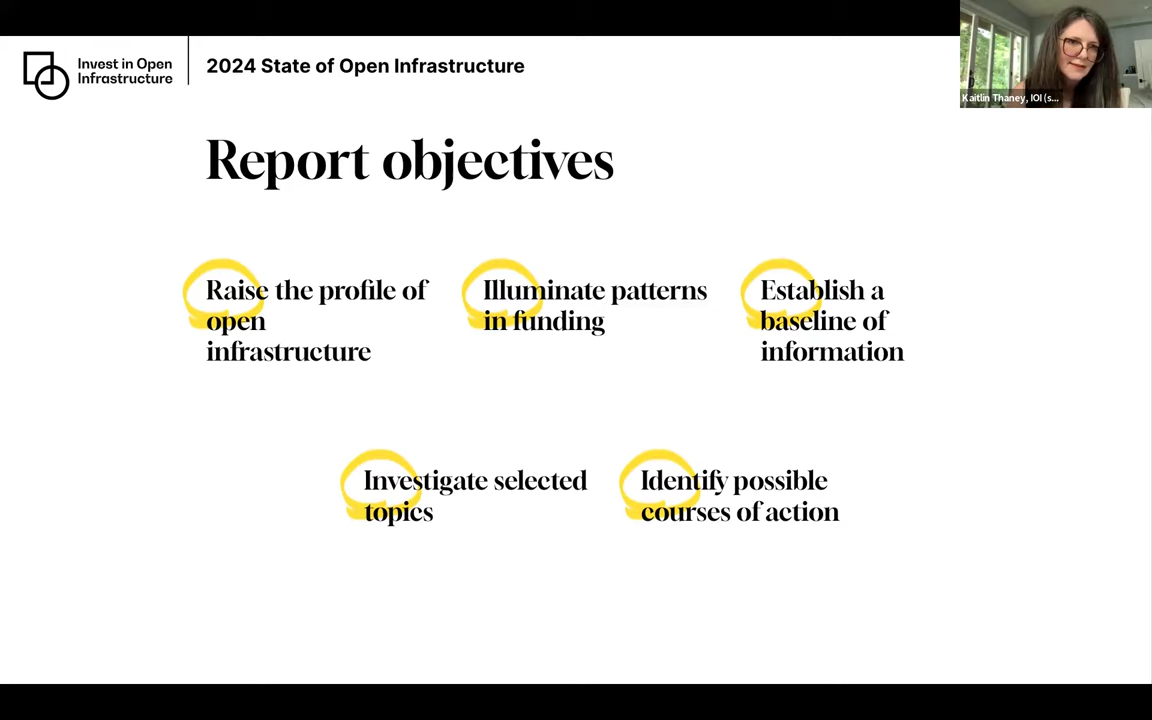 Invest in Open
Infrastructure
2024 State of Open Infrastructure
Kaitlin Thaney, IOI (s...
Report objectives
Raise the profile of
open
infrastructure
Illuminate patterns
in funding
Establish a
baseline of
information
Investigate selected
topics
Identify possible
courses of action